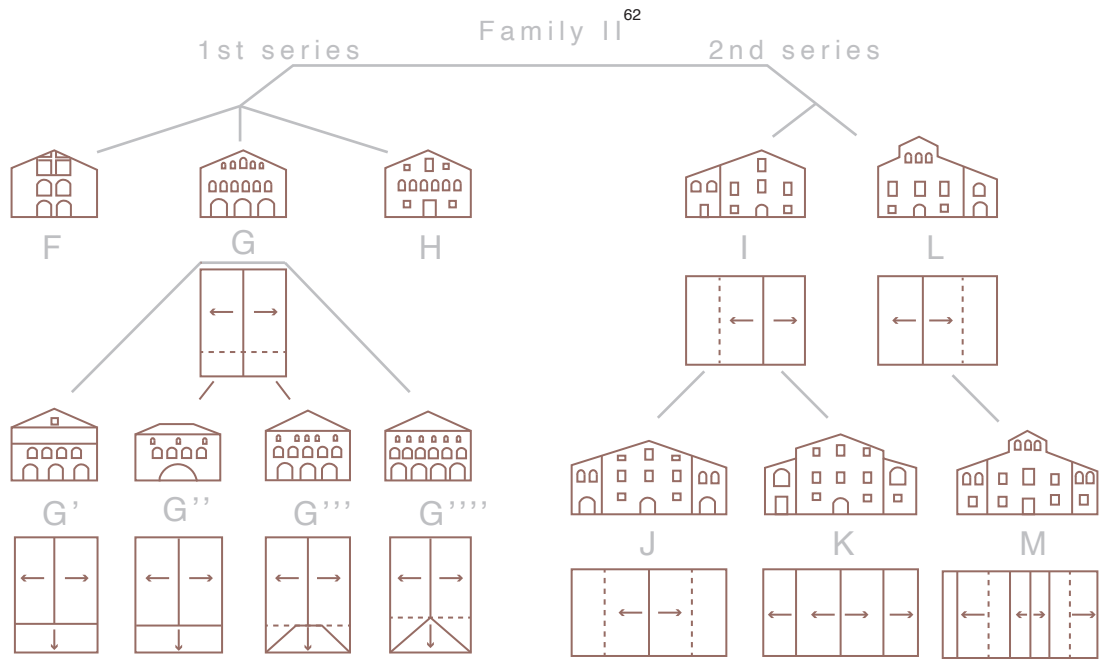 Family II62
1st series 2nd series
F G H I L
G' G'' G''' G'''' J K M